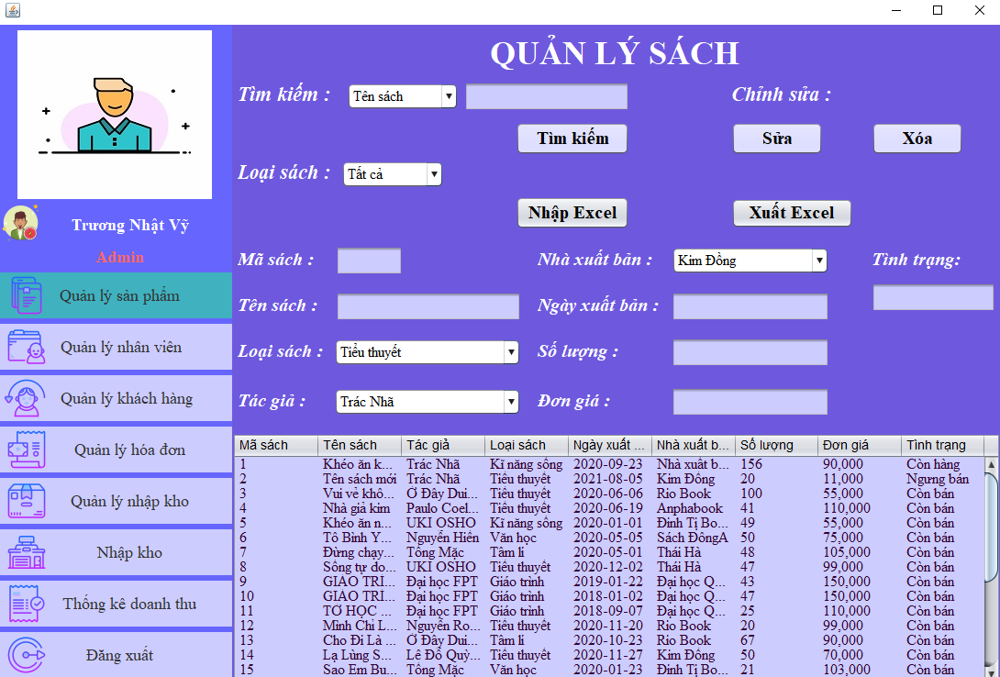 QUẢN LÝ SÁCH
Tìm kiếm :
Tên sách
Chỉnh sửa :
Tìm kiếm
Sửa
Xóa
Loại sách :
Tất cả
Nhập Excel
Xuất Excel
Trương Nhật Vỹ
Admin
Quản lý sản phẩm
Quản lý nhân viên
Quản lý khách hàng
Quản lý hóa đơn
Quản lý nhập kho
Nhập kho
Thống kê doanh thu
Đăng xuất
Mã sách :
Nhà xuất bản :
Kim Đồng
Tình trạng:
Tên sách :
Ngày xuất bản :
Loại sách :
Tiểu thuyết
Số lượng :
Tác giả :
Trác Nhã
Đơn giá :
Mã sách Tên sách Tác giả Loại sách Ngày xuất ... Nhà xuất b... Số lượng Đơn giá Tình trạng
1 Khéo ăn k... Trác Nhã Kĩ năng sống 2020-09-23 Nhà xuất b... 156 90,000 Còn hàng
2 Tên sách mới Trác Nhã Tiểu thuyết 2021-08-05 Kim Đồng 20 11,000 Ngưng bán
3 Vui vẻ khô... Ở Đây Dui... Tiểu thuyết 2020-06-06 Rio Book 100 55,000 Còn bán
4 Nhà giả kim Paulo Coel... Tiểu thuyết 2020-06-19 Anphabook 41 110,000 Còn bán
5 Khéo ăn n... UKI OSHO Kĩ năng sống 2020-01-01 Đinh Tị Bo... 49 55,000 Còn bán
6 Tô Bình Y... Nguyễn Hiến Văn học 2020-05-05 Sách ĐôngA 50 75,000 Còn bán
7 Đừng chạy... Tống Mặc Tâm lí 2020-05-01 Thái Hà 48 105,000 Còn bán
8 Sống tự do... UKI OSHO Tiểu thuyết 2020-12-02 Thái Hà 47 99,000 Còn bán
9 GIÁO TRÌ... Đại học FPT Giáo trình 2019-01-22 Đại học Q... 43 150,000 Còn bán
10 GIÁO TRÌ... Đại học FPT Giáo trình 2018-01-02 Đại học Q... 47 150,000 Còn bán
11 TỰ HỌC ... Đại học FPT Giáo trình 2018-09-07 Đại học Q... 25 110,000 Còn bán
12 Mình Chỉ L... Nguyễn Ro... Tiểu thuyết 2020-11-20 Rio Book 20 99,000 Còn bán
13 Cho Đi Là ... Ở Đây Dui... Tâm lí 2020-10-23 Rio Book 67 90,000 Còn bán
14 Lạ Lùng S... Lê Đỗ Quỳ... Tiểu thuyết 2020-11-27 Kim Đồng 50 70,000 Còn bán
15 Sao Em Bu... Tống Mặc Văn học 2020-01-23 Đinh Tị Bo... 21 103,000 Còn bán